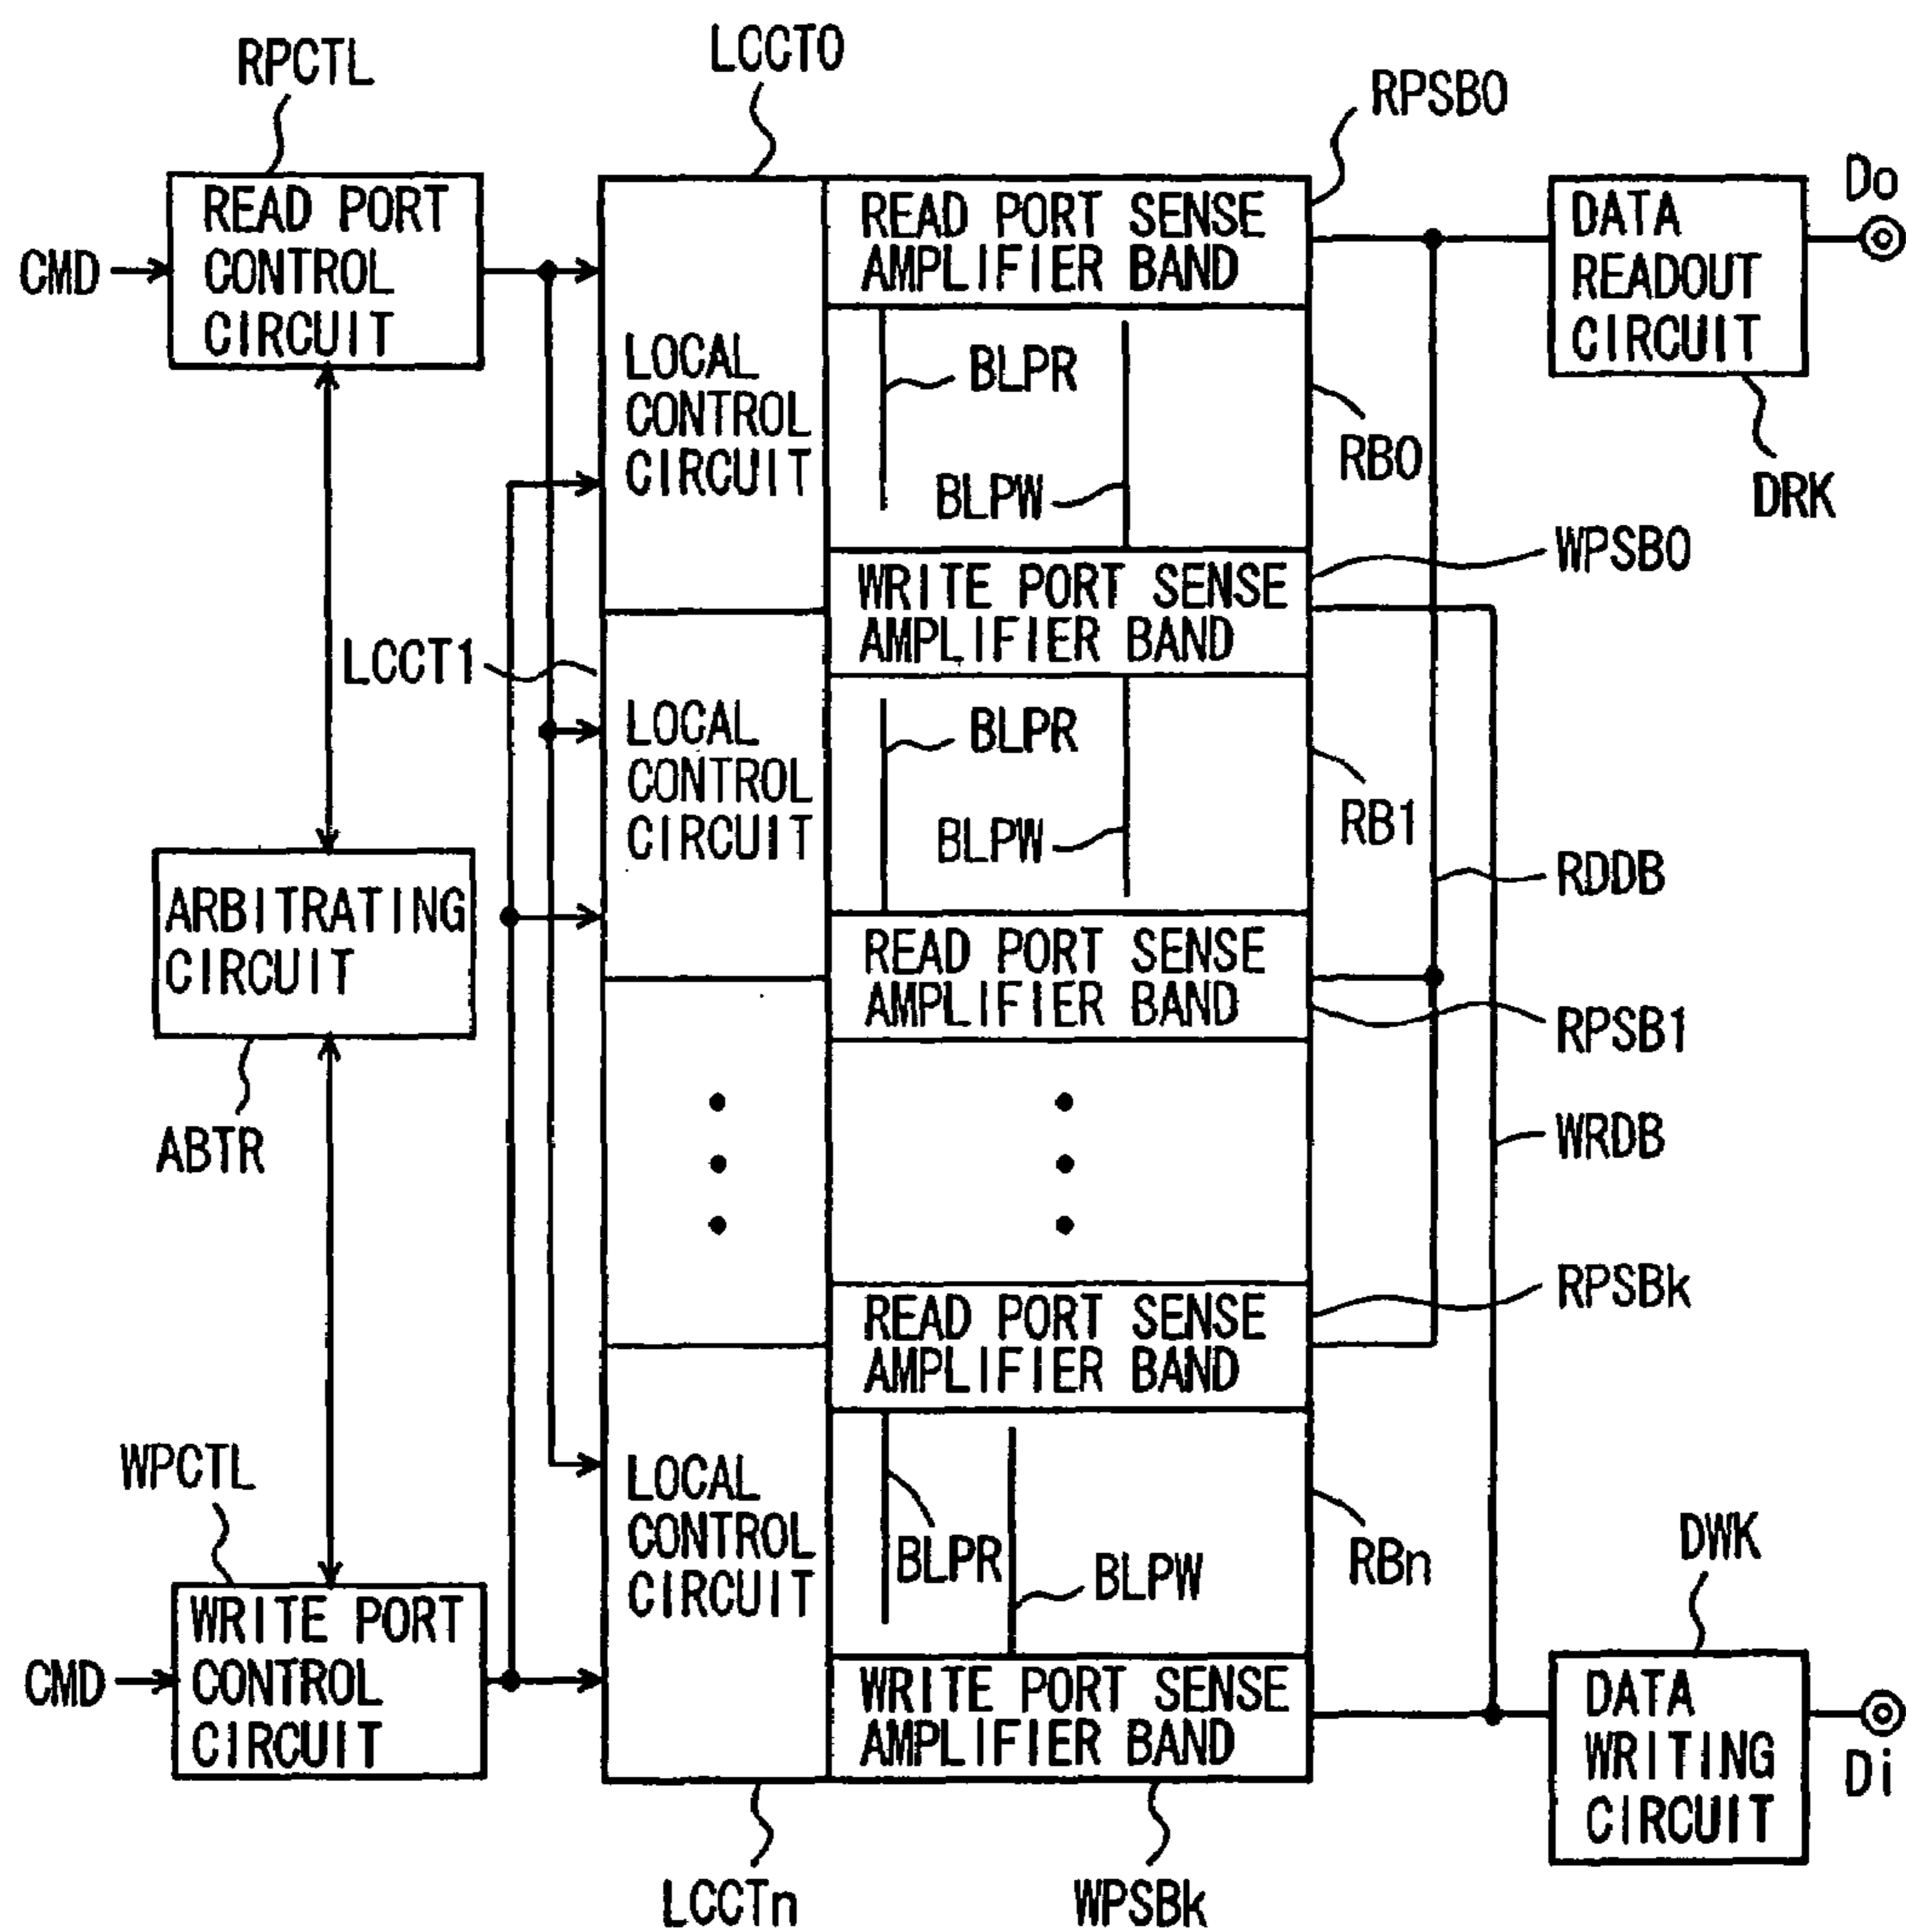 RPCTL
LCCT0
RPSB0
READ PORT
CONTROL
CIRCUIT
CMD
READ PORT SENSE
AMPLIFIER BAND
DATA
READOUT
CIRCUIT
Do
LOCAL
CONTROL
CIRCUIT
BLPR
BLPW
RB0
DRK
WPSB0
WRITE PORT SENSE
AMPLIFIER BAND
LCCT1
LOCAL
CONTROL
CIRCUIT
BLPR
BLPW
RB1
RDDB
ARBITRATING
CIRCUIT
READ PORT SENSE
AMPLIFIER BAND
RPSB1
ABTR
WRDB
RPSBk
READ PORT SENSE
AMPLIFIER BAND
WPCTL
LOCAL
CONTROL
CIRCUIT
BLPR
BLPW
RBn
DWK
WRITE PORT
CONTROL
CIRCUIT
CMD
WRITE PORT SENSE
AMPLIFIER BAND
DATA
WRITING
CIRCUIT
Di
LCCTn
WPSBk